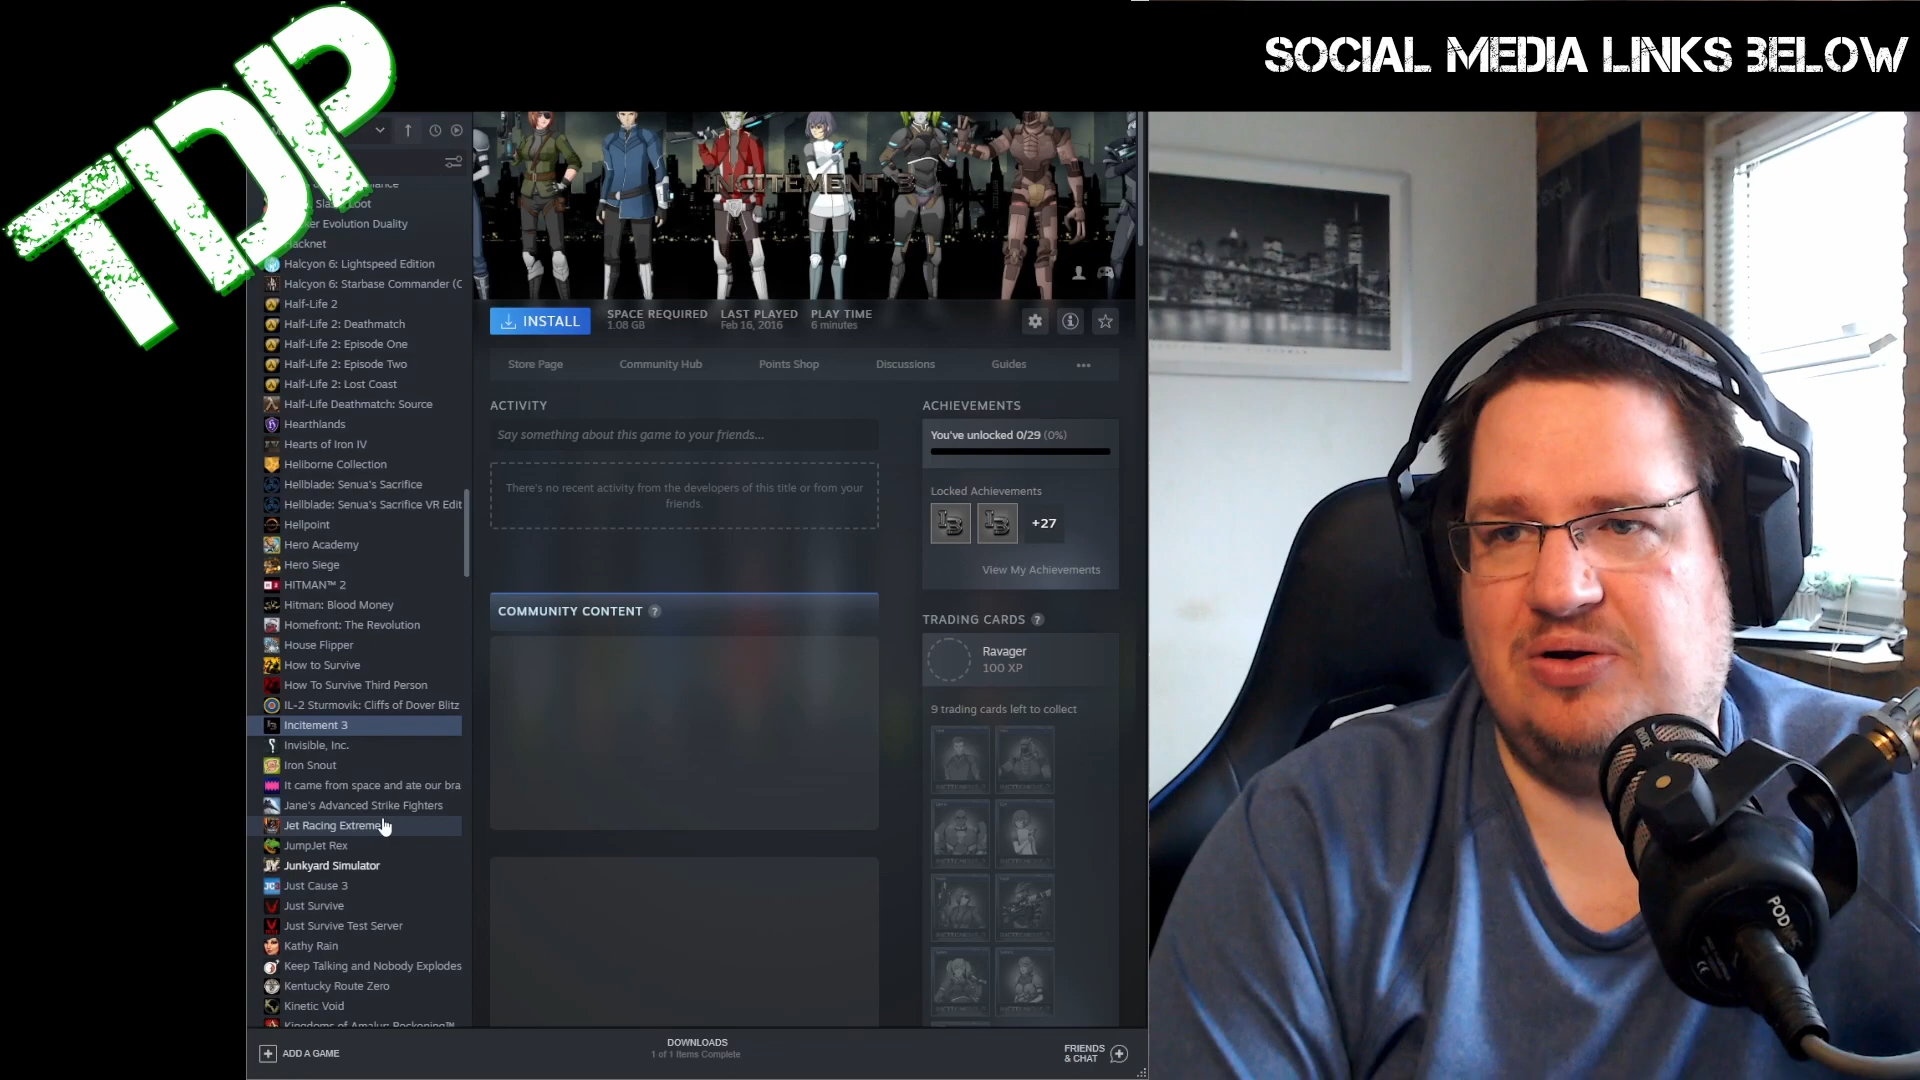 TDP
SOCIAL MEDIA LINKS BELOW
Hacknet
Halcyon 6: Lightspeed Edition
Halcyon 6: Starbase Commander (C
Half-Life 2
Half-Life 2: Deathmatch
Half-Life 2: Episode One
Half-Life 2: Episode Two
Half-Life 2: Lost Coast
Half-Life Deathmatch: Source
Hearthlands
Hearts of Iron IV
Heliborne Collection
Hellblade: Senua's Sacrifice
Hellblade: Senua's Sacrifice VR Edit
Hellpoint
Hero Academy
Hero Siege
HITMAN™ 2
Hitman: Blood Money
Homefront: The Revolution
House Flipper
How to Survive
How To Survive Third Person
IL-2 Sturmovik: Cliffs of Dover Blitz
Incitement 3
Invisible, Inc.
Iron Snout
It came from space and ate our bra
Jane's Advanced Strike Fighters
Jet Racing Extreme
JumpJet Rex
Junkyard Simulator
Just Cause 3
Just Survive
Just Survive Test Server
Kathy Rain
Keep Talking and Nobody Explodes
Kentucky Route Zero
Kinetic Void
Kingdoms of Amalur: Reckoning™
INCITEMENT 3
INSTALL
SPACE REQUIRED
1.08 GB
LAST PLAYED
Feb 16, 2016
PLAY TIME
6 minutes
Store Page
Community Hub
Points Shop
Discussions
Guides
ACTIVITY
Say something about this game to your friends...
There's no recent activity from the developers of this title or from your
friends.
COMMUNITY CONTENT ?
ACHIEVEMENTS
You've unlocked 0/29 (0%)
Locked Achievements
+27
View My Achievements
TRADING CARDS ?
Ravager
100 XP
9 trading cards left to collect
ADD A GAME
DOWNLOADS
1 of 1 Items Complete
FRIENDS
& CHAT
RØDE